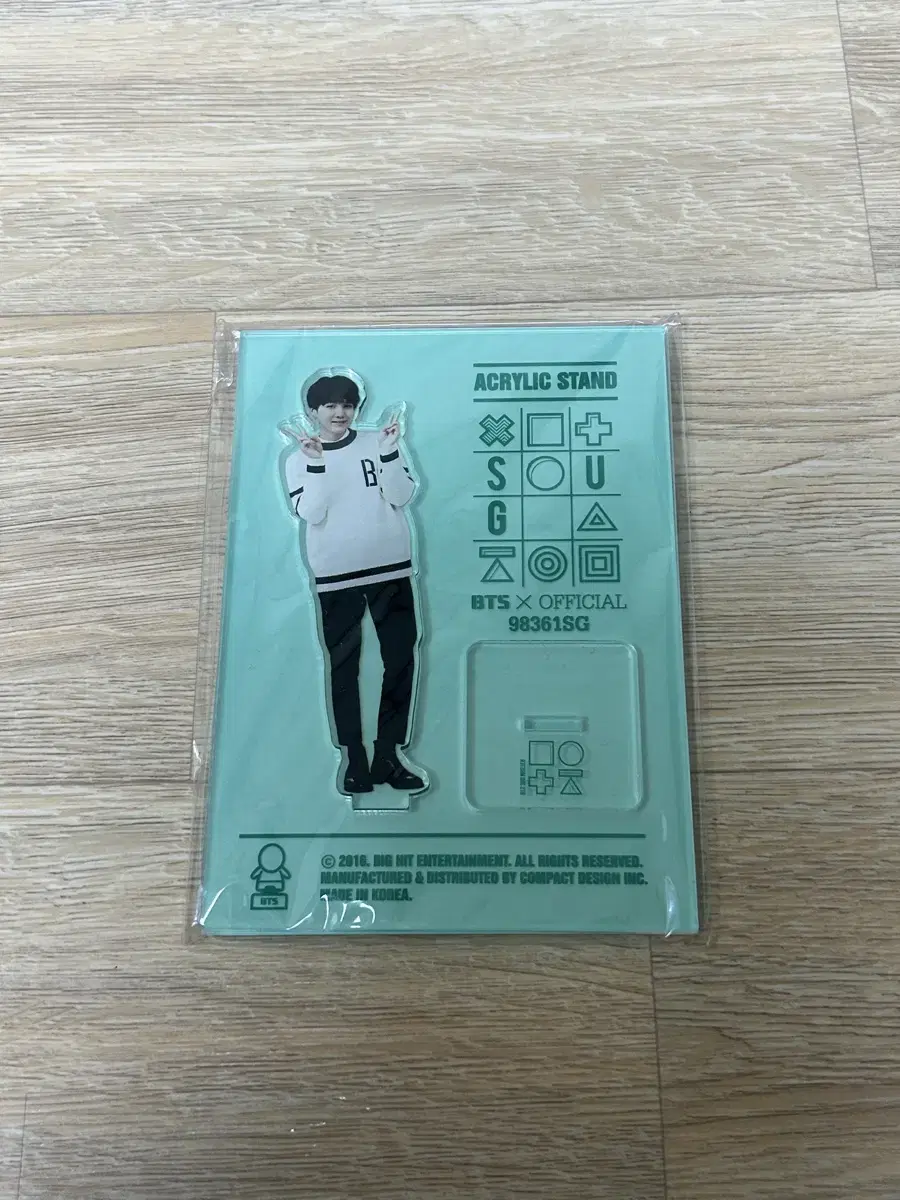 ACRYLIC STAND
S U
G
BTS × OFFICIAL
98361SG
B
© 2016. BIG HIT ENTERTAINMENT. ALL RIGHTS RESERVED.
MANUFACTURED & DISTRIBUTED BY COMPACT DESIGN INC.
MADE IN KOREA.
BTS